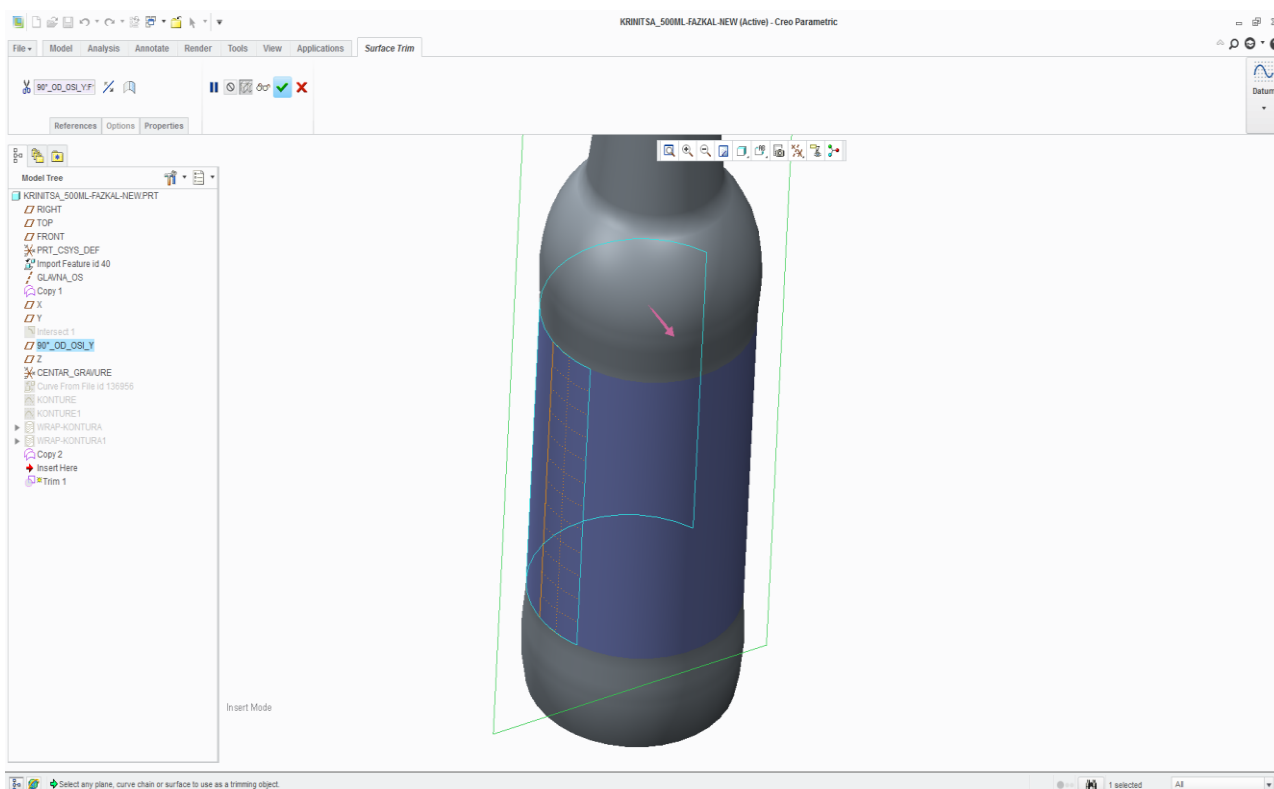 KRINITSA_500ML-FAZKAL-NEW (Active) - Creo Parametric
File Model Analysis Annotate Render Tools View Applications Surface Trim
90°_OD_OSI_Y:F
Datum
References Options Properties
Model Tree
KRINITSA_500ML-FAZKAL-NEW.PRT
RIGHT
TOP
FRONT
PRT_CSYS_DEF
Import Feature id 40
GLAVNA_OS
Copy 1
X
Y
Intersect 1
90°_OD_OSI_Y
Z
CENTAR_GRAVURE
Curve From File id 136956
KONTURE
KONTURE1
WRAP-KONTURA
WRAP-KONTURA1
Copy 2
Insert Here
Trim 1
Insert Mode
Select any plane, curve chain or surface to use as a trimming object.
1 selected All